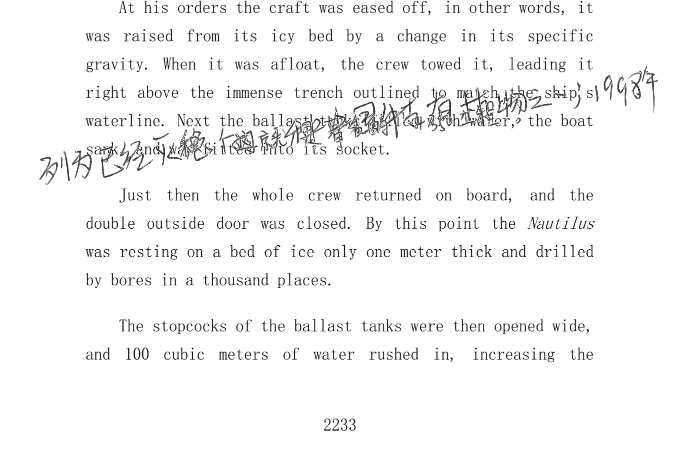 At his orders the craft was eased off, in other words, it
was raised from its icy bed by a change in its specific
gravity. When it was afloat, the crew towed it, leading it
right above the immense trench outlined to match the ship's
waterline. Next the ballast water, the boat
sank and was fitted into its socket.
列为已经灭绝 1998年
Just then the whole crew returned on board, and the
double outside door was closed. By this point the Nautilus
was resting on a bed of ice only one meter thick and drilled
by bores in a thousand places.
The stopcocks of the ballast tanks were then opened wide,
and 100 cubic meters of water rushed in, increasing the
2233